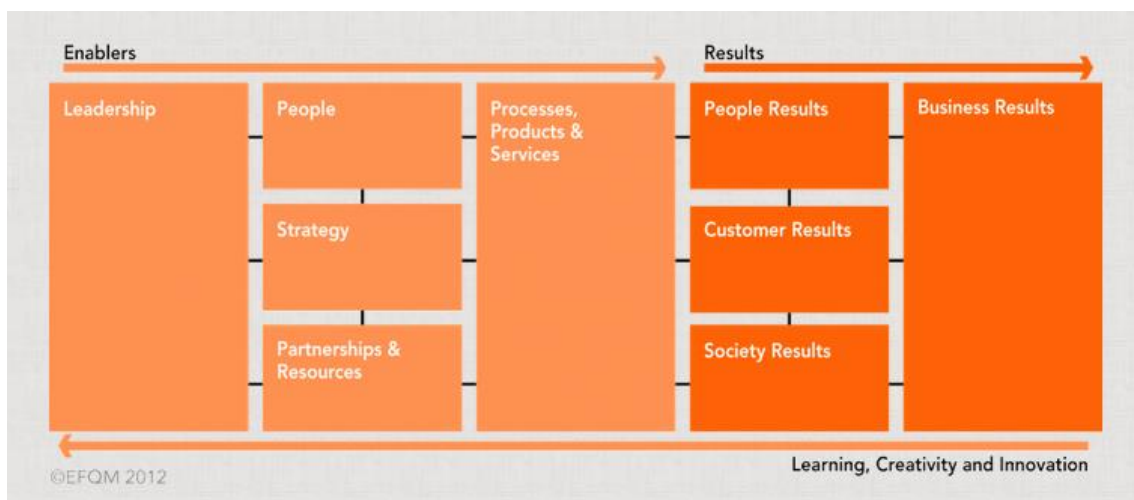 Enablers
Results
Leadership
People
Processes,
Products &
Services
People Results
Business Results
Strategy
Customer Results
Partnerships &
Resources
Society Results
Learning, Creativity and Innovation
©EFQM 2012